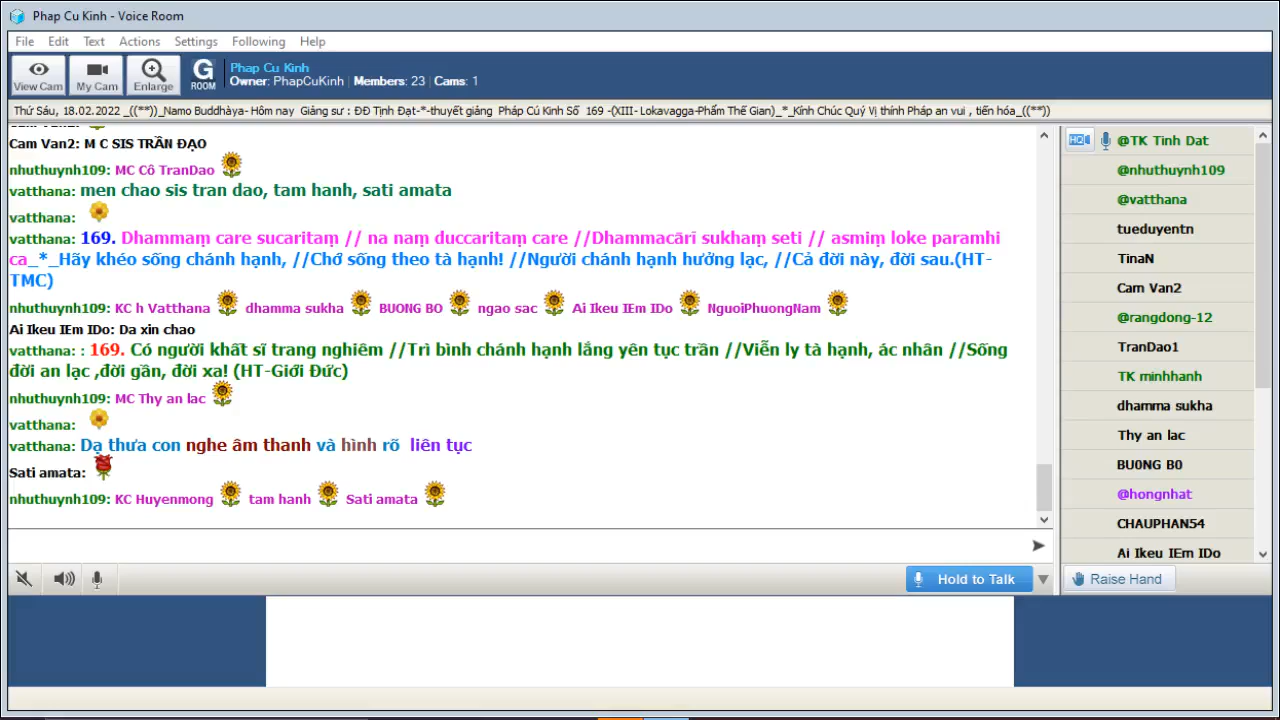 Phap Cu Kinh - Voice Room
File Edit Text Actions Settings Following Help
View Cam My Cam Enlarge G ROOM
Phap Cu Kinh
Owner: PhapCuKinh | Members: 23 | Cams: 1
Thứ Sáu, 18.02.2022 _((**))_Namo Buddhàya- Hôm nay Giảng sư : ĐĐ Tịnh Đạt-*-thuyết giảng Pháp Cú Kinh Số 169 -(XIII- Lokavagga-Phẩm Thế Gian)_*_Kính Chúc Quý Vị thính Pháp an vui , tiến hóa_((**))
Cam Van2: M C SIS TRẦN ĐẠO
nhuthuynh109: MC Cô TranDao
vatthana: men chao sis tran dao, tam hanh, sati amata
vatthana:
vatthana: 169. Dhammaṃ care sucaritaṃ // na naṃ duccaritaṃ care //Dhammacārī sukhaṃ seti // asmiṃ loke paramhi
ca_*_Hãy khéo sống chánh hạnh, //Chớ sống theo tà hạnh! //Người chánh hạnh hưởng lạc, //Cả đời này, đời sau.(HT-
TMC)
nhuthuynh109: KC h Vatthana dhamma sukha BUONG BO ngao sac Ai Ikeu IEm IDo NguoiPhuongNam
Ai Ikeu IEm IDo: Da xin chao
vatthana: : 169. Có người khất sĩ trang nghiêm //Trì bình chánh hạnh lắng yên tục trần //Viễn ly tà hạnh, ác nhân //Sống
đời an lạc ,đời gần, đời xa! (HT-Giới Đức)
nhuthuynh109: MC Thy an lac
vatthana:
vatthana: Dạ thưa con nghe âm thanh và hình rõ liên tục
Sati amata:
nhuthuynh109: KC Huyenmong tam hanh Sati amata
HQ
@TK Tinh Dat
@nhuthuynh109
@vatthana
tueduyentn
TinaN
Cam Van2
@rangdong-12
TranDao1
TK minhhanh
dhamma sukha
Thy an lac
BU0NG B0
@hongnhat
CHAUPHAN54
Ai Ikeu IEm IDo
Hold to Talk
Raise Hand